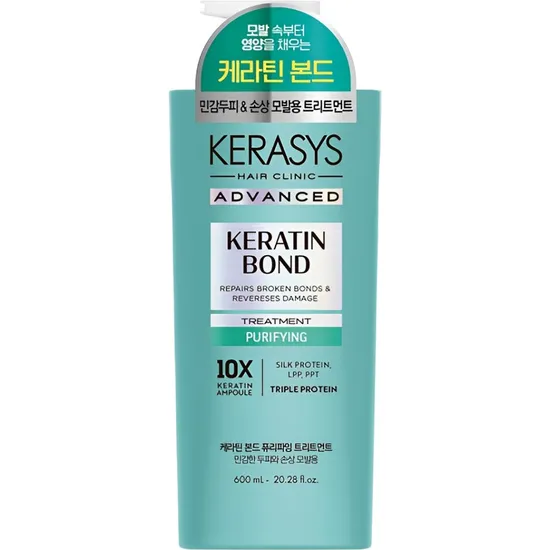 모발 속부터
영양을 채우는
케라틴 본드
민감두피 & 손상 모발용 트리트먼트
KERASYS
HAIR CLINIC
ADVANCED
KERATIN
BOND
REPAIRS BROKEN BONDS &
REVERESES DAMAGE
TREATMENT
PURIFYING
10X
KERATIN
AMPOULE
SILK PROTEIN,
LPP, PPT
TRIPLE PROTEIN
케라틴 본드 퓨리파잉 트리트먼트
민감한 두피와 손상 모발용
600 mL - 20.28 fl.oz.